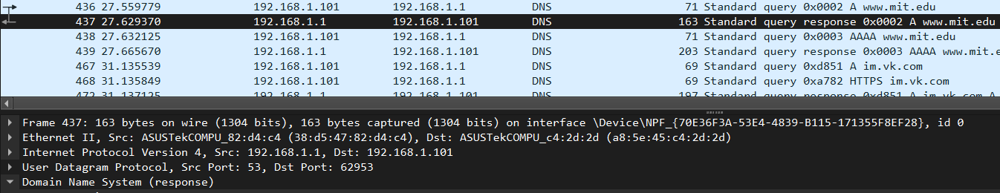 436 27.559779 192.168.1.101 192.168.1.1 DNS 71 Standard query 0x0002 A www.mit.edu
437 27.629370 192.168.1.1 192.168.1.101 DNS 163 Standard query response 0x0002 A www.mit.edu
438 27.632125 192.168.1.101 192.168.1.1 DNS 71 Standard query 0x0003 AAAA www.mit.edu
439 27.665670 192.168.1.1 192.168.1.101 DNS 203 Standard query response 0x0003 AAAA www.mit.e
467 31.135539 192.168.1.101 192.168.1.1 DNS 69 Standard query 0xd851 A im.vk.com
468 31.135849 192.168.1.101 192.168.1.1 DNS 69 Standard query 0xa782 HTTPS im.vk.com
472 31.137125 192.168.1.1 192.168.1.101 DNS 197 Standard query response 0xd851 A im.vk.com A
Frame 437: 163 bytes on wire (1304 bits), 163 bytes captured (1304 bits) on interface \Device\NPF_{70E36F3A-53E4-4839-B115-171355F8EF28}, id 0
Ethernet II, Src: ASUSTekCOMPU_82:d4:c4 (38:d5:47:82:d4:c4), Dst: ASUSTekCOMPU_c4:2d:2d (a8:5e:45:c4:2d:2d)
Internet Protocol Version 4, Src: 192.168.1.1, Dst: 192.168.1.101
User Datagram Protocol, Src Port: 53, Dst Port: 62953
Domain Name System (response)